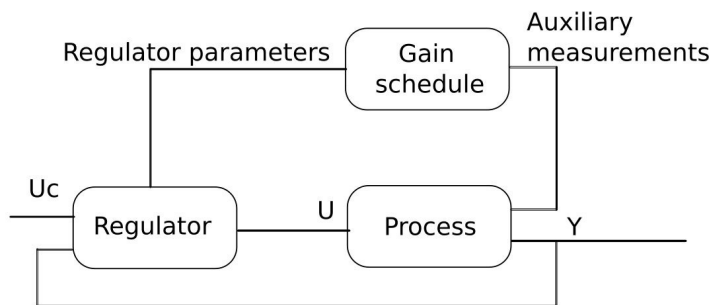 Auxiliary
measurements
Regulator parameters
Gain
schedule
Uc
Regulator
U
Process
Y